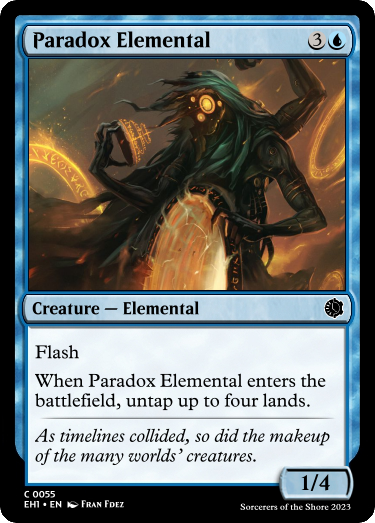 Paradox Elemental 3
Creature — Elemental
Flash
When Paradox Elemental enters the
battlefield, untap up to four lands.
As timelines collided, so did the makeup
of the many worlds' creatures.
1/4
C 0055
EH1 • EN Fran Fdez
Sorcerers of the Shore 2023